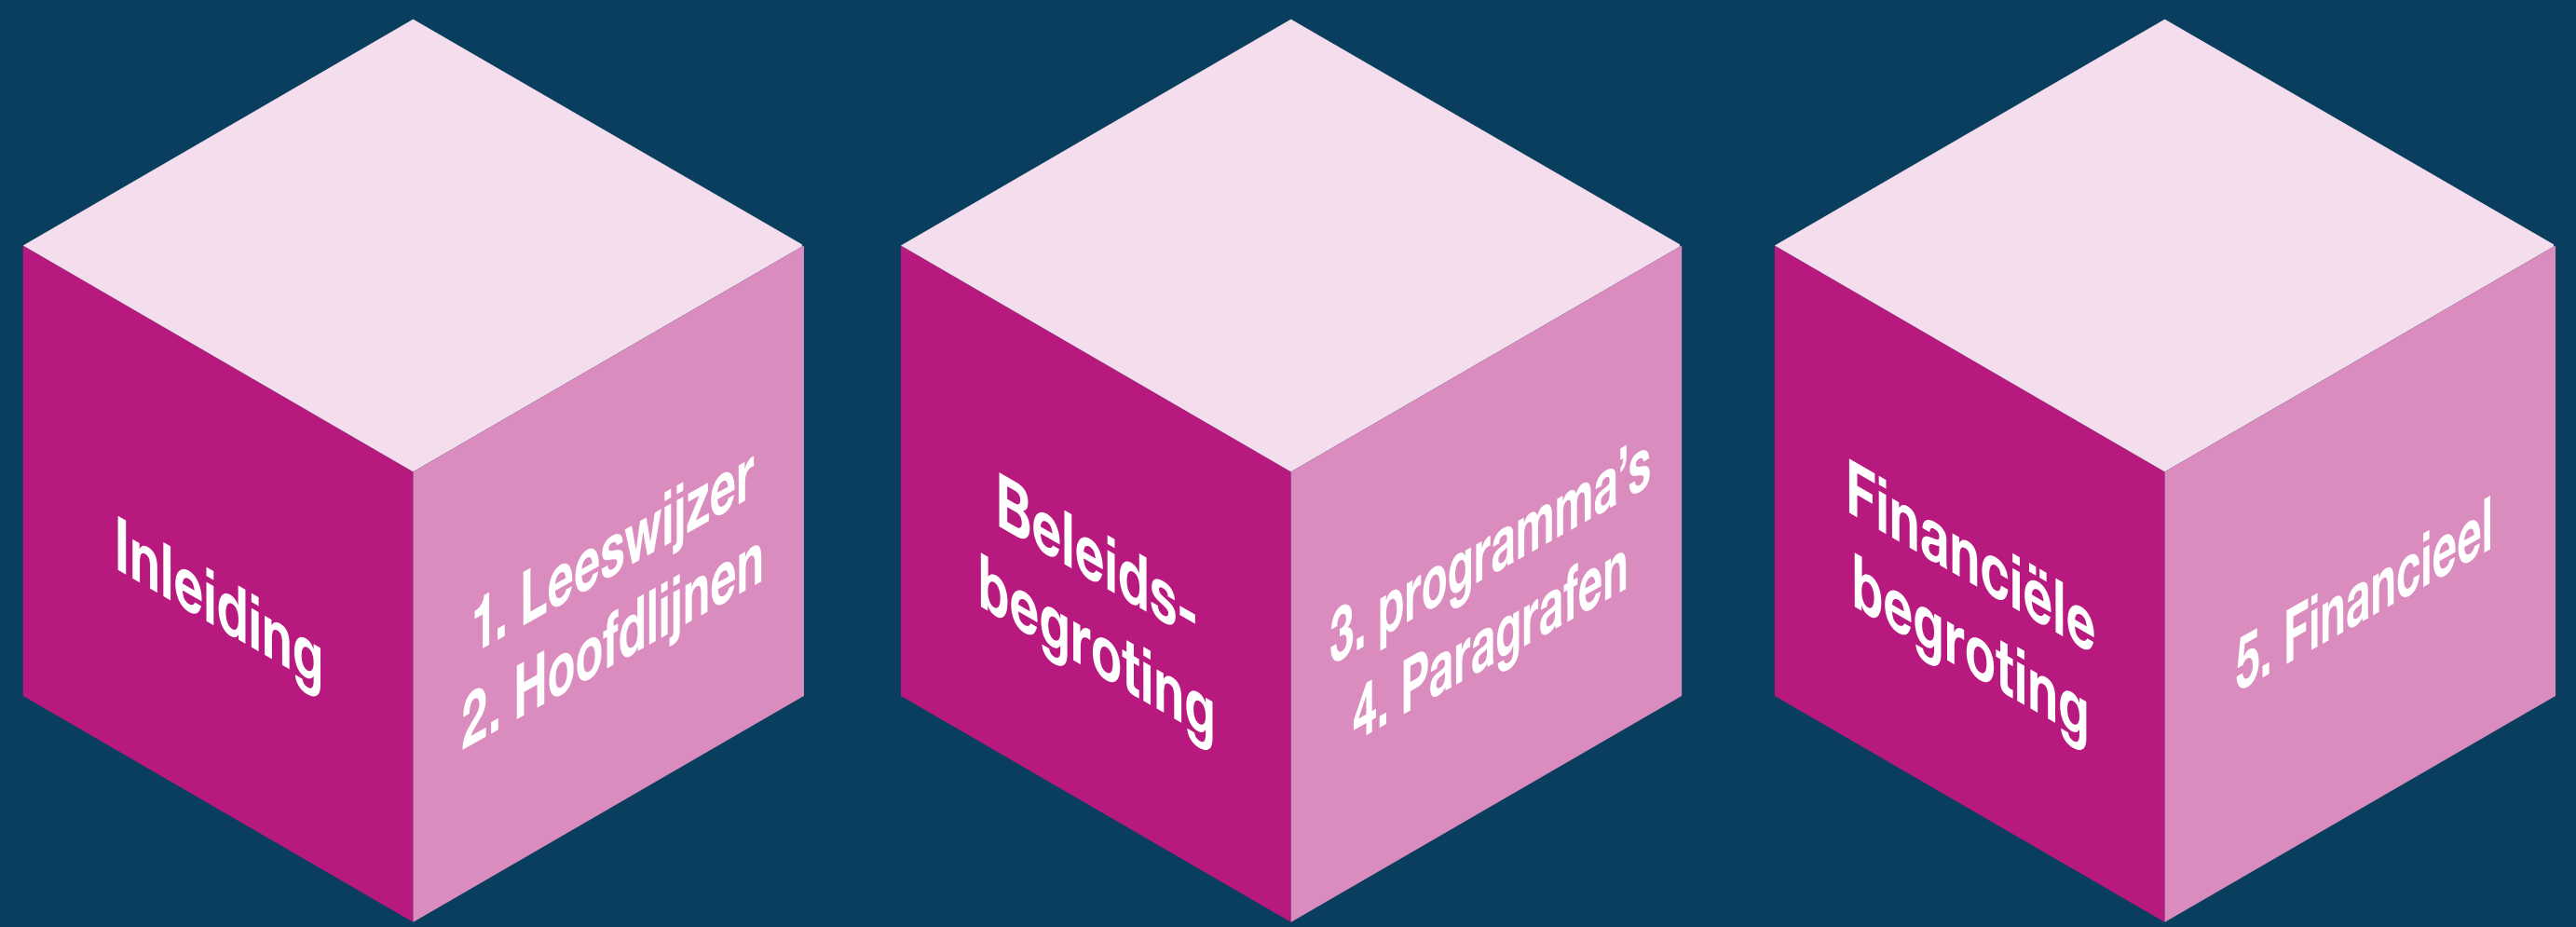 Inleiding
1. Leeswijzer
2. Hoofdlijnen
Beleids-
begroting
3. programma’s
4. Paragrafen
Financiële
begroting
5. Financieel